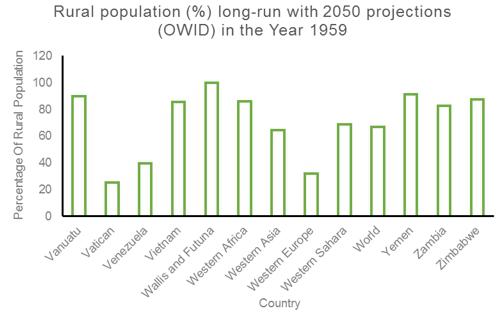 Rural population (%) long-run with 2050 projections
(OWID) in the Year 1959
Percentage Of Rural Population
120
100
80
60
40
20
0
Vanuatu
Vatican
Venezuela
Vietnam
Wallis and Futuna
Western Africa
Western Asia
Western Europe
Western Sahara
World
Yemen
Zambia
Zimbabwe
Country